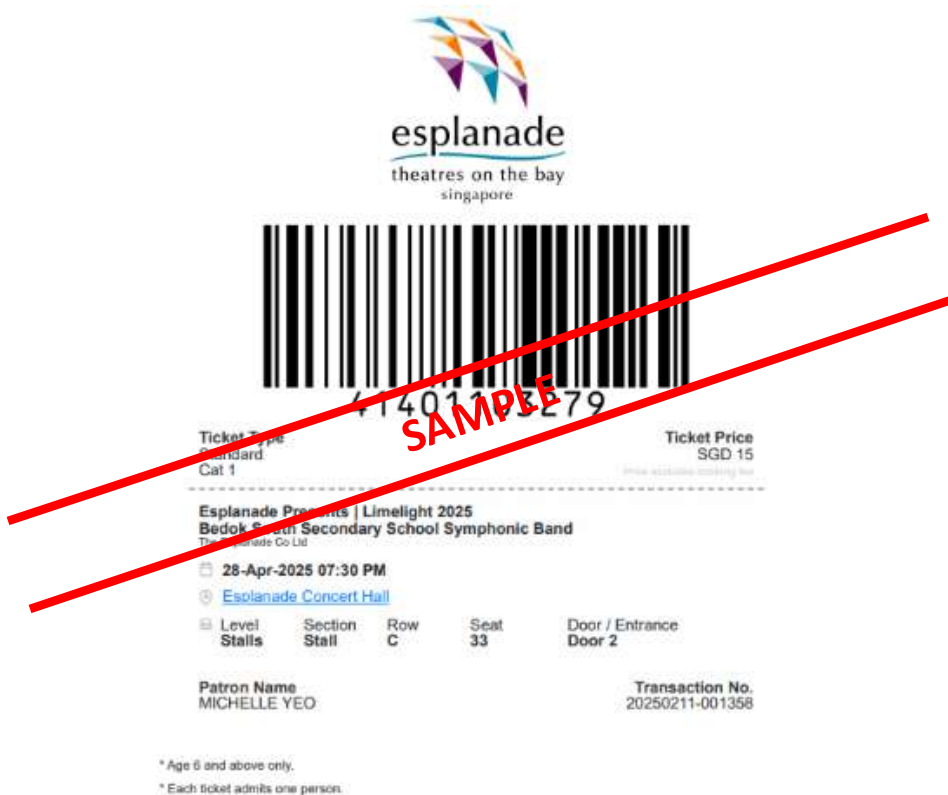 esplanade
theatres on the bay
singapore
SAMPLE
Ticket Type
Ticket Price
Standard
SGD 15
Cat 1
Esplanade Presents | Limelight 2025
Bedok South Secondary School Symphonic Band
The Esplanade Co Ltd
28-Apr-2025 07:30 PM
Esplanade Concert Hall
Level Section Row Seat Door / Entrance
Stalls Stall C 33 Door 2
Patron Name
Transaction No.
MICHELLE YEO
20250211-001358
* Age 6 and above only.
* Each ticket admits one person.